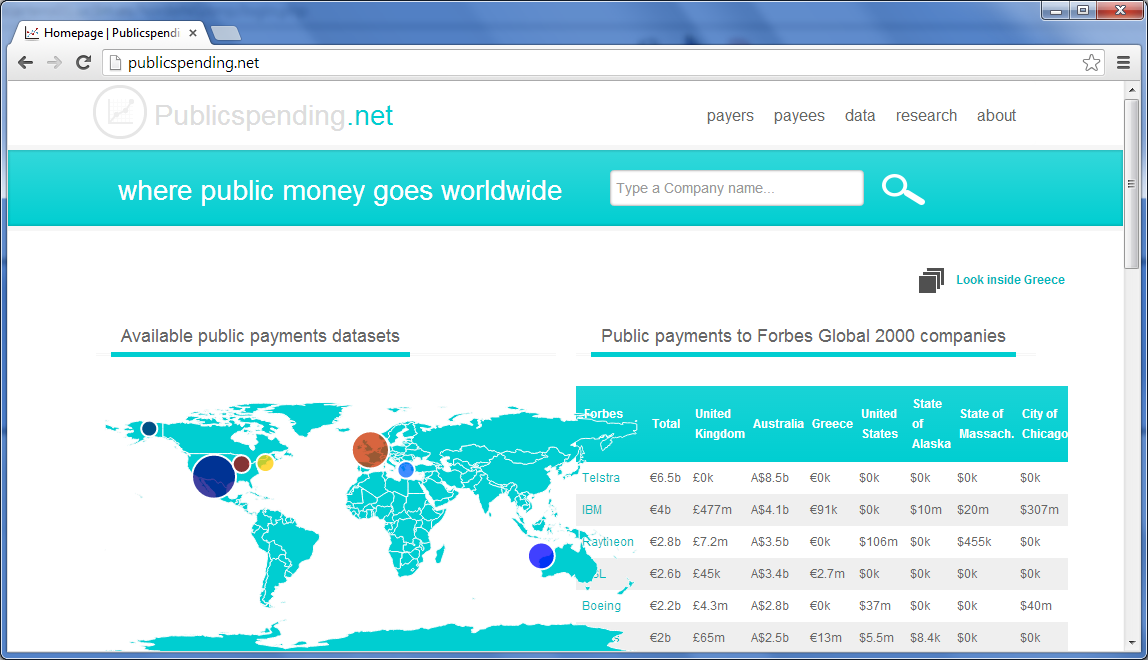 Homepage | Publicspendi
publicspending.net
Publicspending.net
payers payees data research about
where public money goes worldwide
Type a Company name...
Look inside Greece
Available public payments datasets
Public payments to Forbes Global 2000 companies
Forbes Total United Kingdom Australia Greece United States State of Alaska State of Massach. City of Chicago
Telstra €6.5b £0k A$8.5b €0k $0k $0k $0k $0k
IBM €4b £477m A$4.1b €91k $0k $10m $20m $307m
Raytheon €2.8b £7.2m A$3.5b €0k $106m $0k $455k $0k
€2.6b £45k A$3.4b €2.7m $0k $0k $0k $0k
Boeing €2.2b £4.3m A$2.8b €0k $37m $0k $0k $40m
€2b £65m A$2.5b €13m $5.5m $8.4k $0k $0k